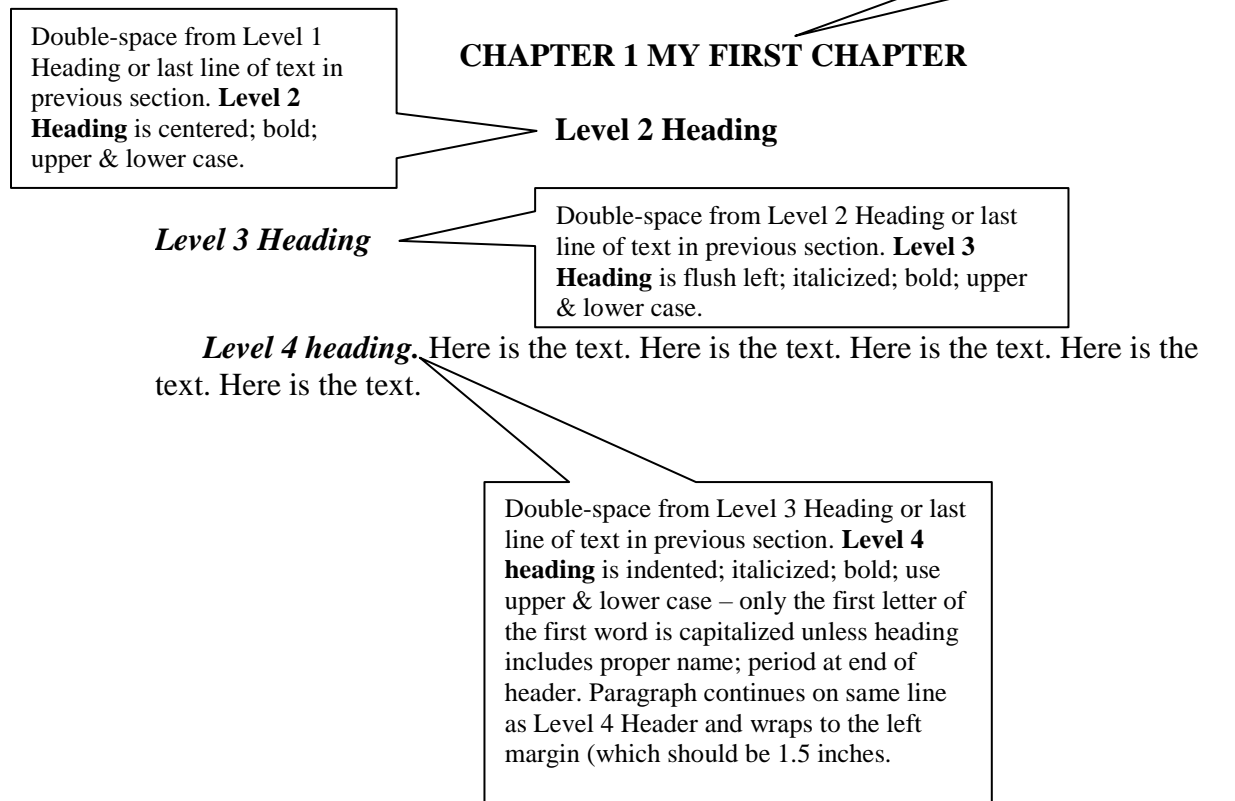 Double-space from Level 1
Heading or last line of text in
previous section. Level 2
Heading is centered; bold;
upper & lower case.
CHAPTER 1 MY FIRST CHAPTER
Level 2 Heading
Level 3 Heading
Double-space from Level 2 Heading or last
line of text in previous section. Level 3
Heading is flush left; italicized; bold; upper
& lower case.
Level 4 heading. Here is the text. Here is the text. Here is the text. Here is the
text. Here is the text.
Double-space from Level 3 Heading or last
line of text in previous section. Level 4
heading is indented; italicized; bold; use
upper & lower case – only the first letter of
the first word is capitalized unless heading
includes proper name; period at end of
header. Paragraph continues on same line
as Level 4 Header and wraps to the left
margin (which should be 1.5 inches.